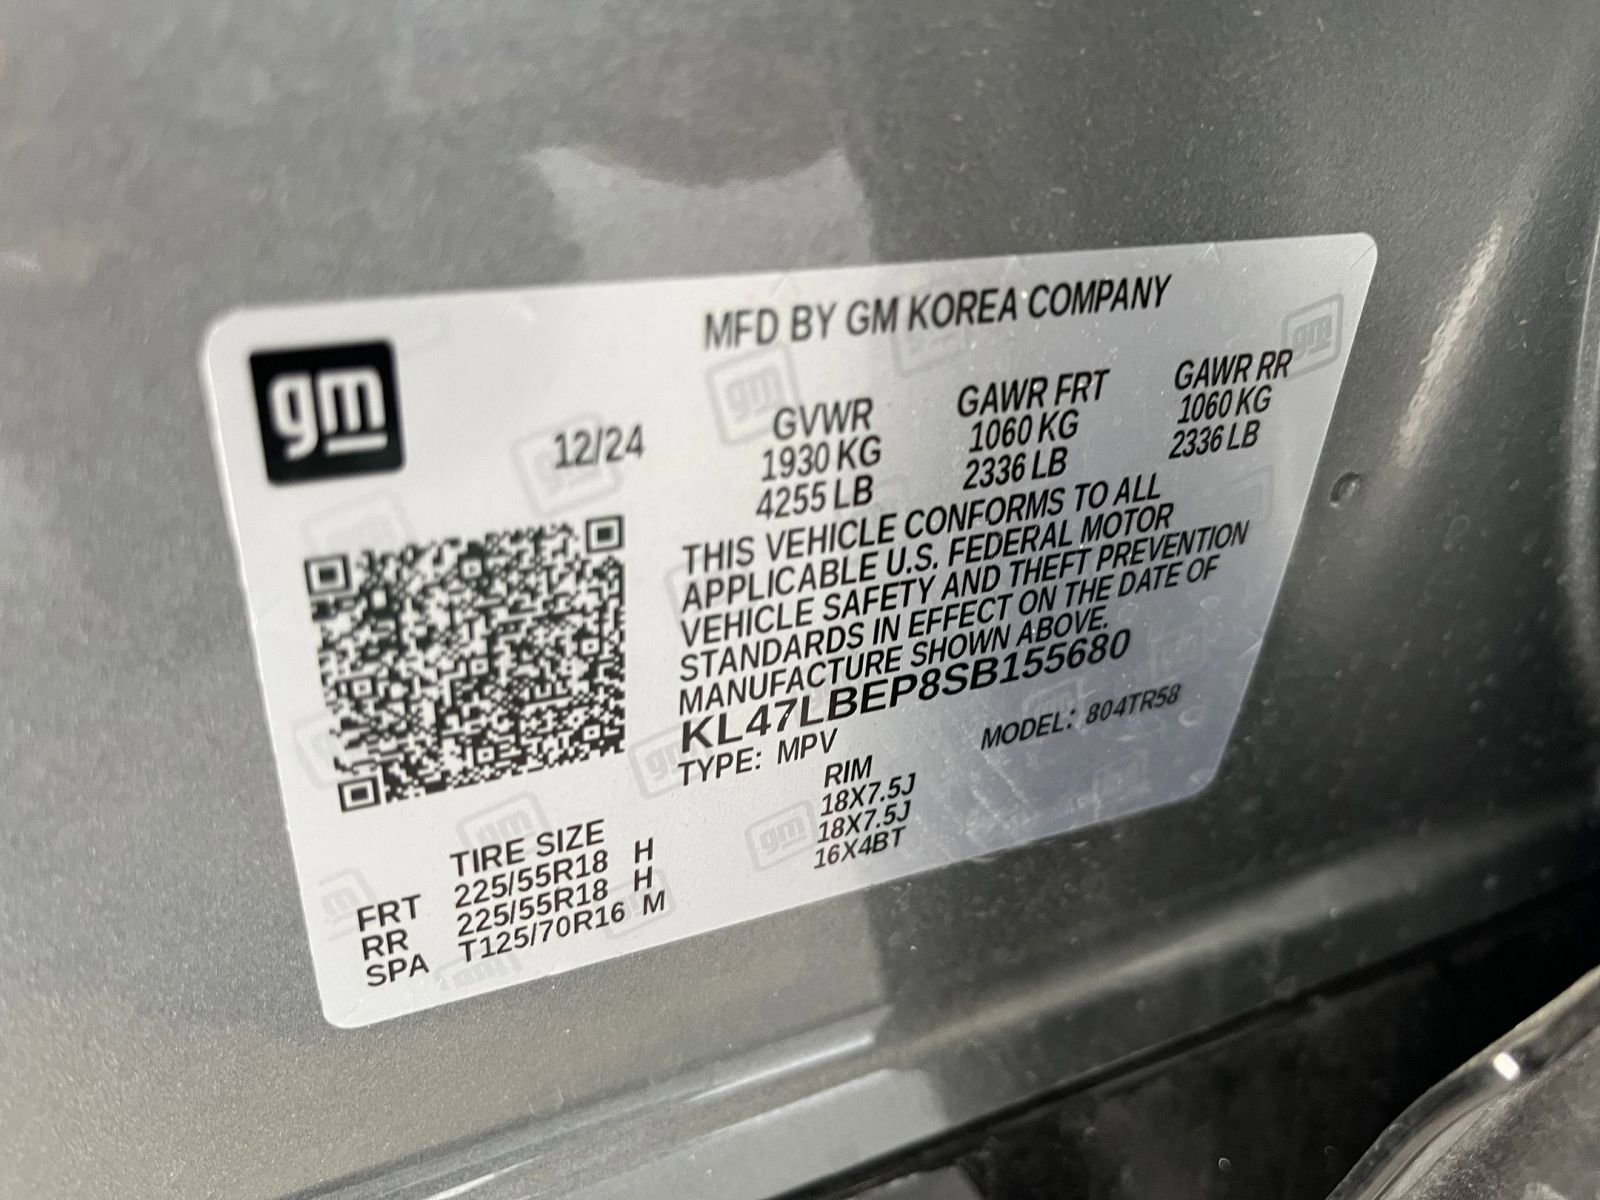 gm
MFD BY GM KOREA COMPANY
12/24
GVWR GAWR FRT GAWR RR
1930 KG 1060 KG 1060 KG
4255 LB 2336 LB 2336 LB
THIS VEHICLE CONFORMS TO ALL
APPLICABLE U.S. FEDERAL MOTOR
VEHICLE SAFETY AND THEFT PREVENTION
STANDARDS IN EFFECT ON THE DATE OF
MANUFACTURE SHOWN ABOVE.
KL47LBEP8SB155680
TYPE: MPV MODEL: 804TR58
TIRE SIZE RIM
FRT 225/55R18 H 18X7.5J
RR 225/55R18 H 18X7.5J
SPA T125/70R16 M 16X4BT